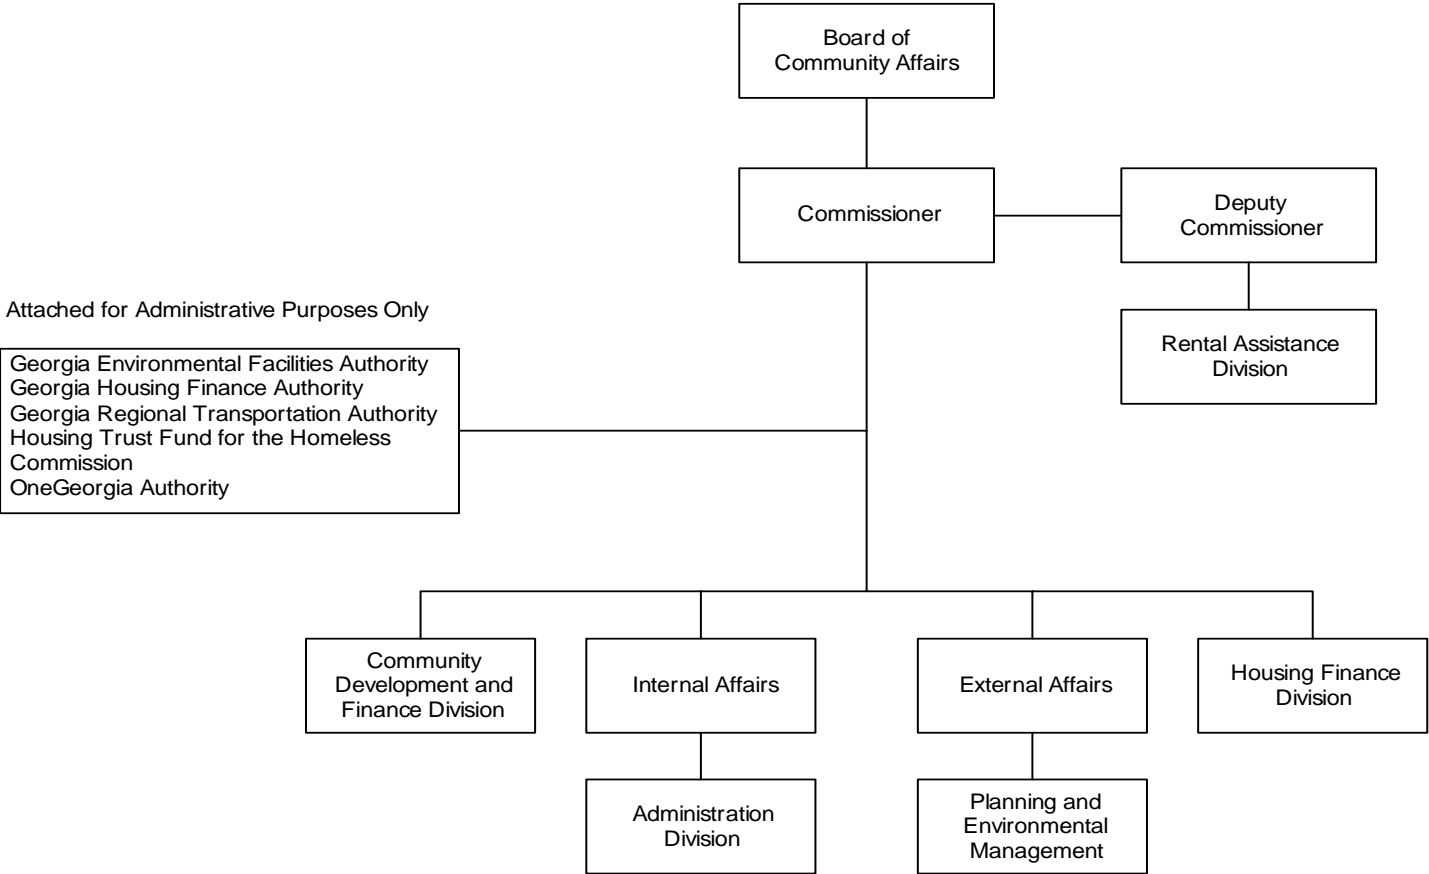 Board of
Community Affairs
Commissioner
Deputy
Commissioner
Attached for Administrative Purposes Only
Rental Assistance
Division
Georgia Environmental Facilities Authority
Georgia Housing Finance Authority
Georgia Regional Transportation Authority
Housing Trust Fund for the Homeless
Commission
OneGeorgia Authority
Community
Development and
Finance Division
Internal Affairs
External Affairs
Housing Finance
Division
Administration
Division
Planning and
Environmental
Management